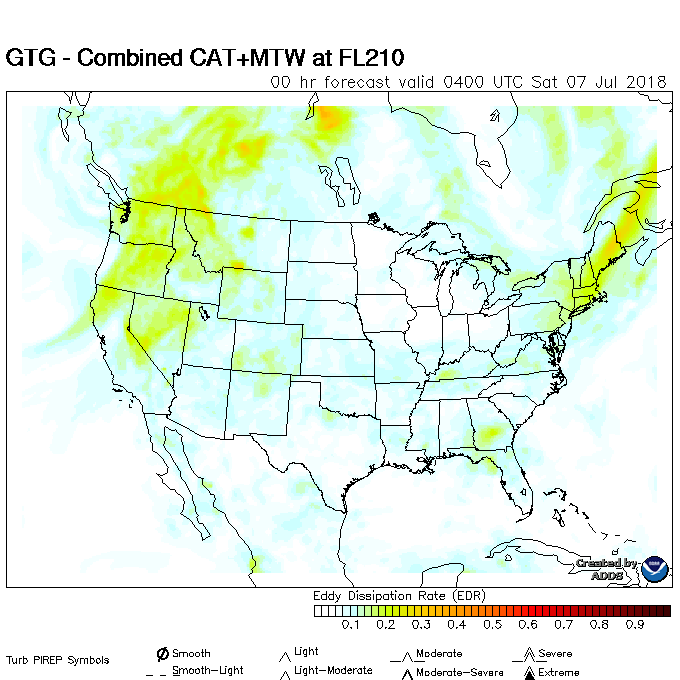 GTG - Combined CAT+MTW at FL210
00 hr forecast valid 0400 UTC Sat 07 Jul 2018
Created by
ADDS
Eddy Dissipation Rate (EDR)
0.1 0.2 0.3 0.4 0.5 0.6 0.7 0.8 0.9
Turb PIREP Symbols
Smooth Light Moderate Severe
Smooth-Light Light-Moderate Moderate-Severe Extreme